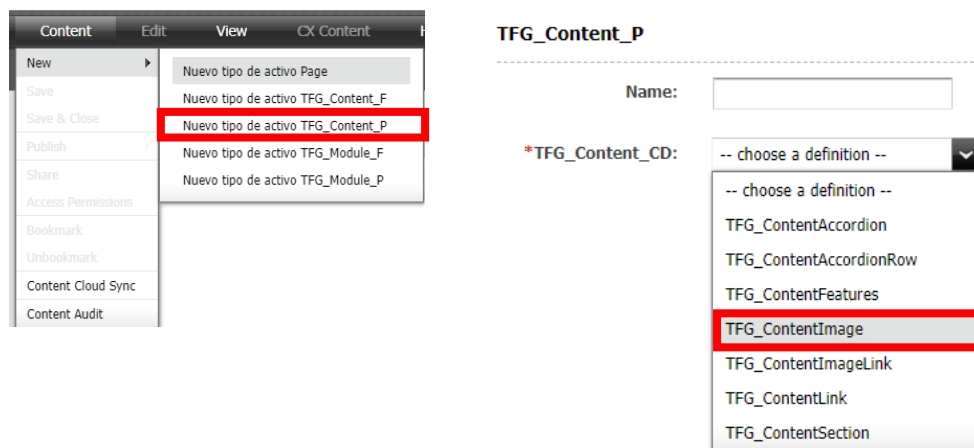 Content Edit View CX Content
New
Save
Save & Close
Publish
Share
Access Permissions
Bookmark
Unbookmark
Content Cloud Sync
Content Audit
Nuevo tipo de activo Page
Nuevo tipo de activo TFG_Content_F
Nuevo tipo de activo TFG_Content_P
Nuevo tipo de activo TFG_Module_F
Nuevo tipo de activo TFG_Module_P
TFG_Content_P
Name:
*TFG_Content_CD: -- choose a definition --
-- choose a definition --
TFG_ContentAccordion
TFG_ContentAccordionRow
TFG_ContentFeatures
TFG_ContentImage
TFG_ContentImageLink
TFG_ContentLink
TFG_ContentSection